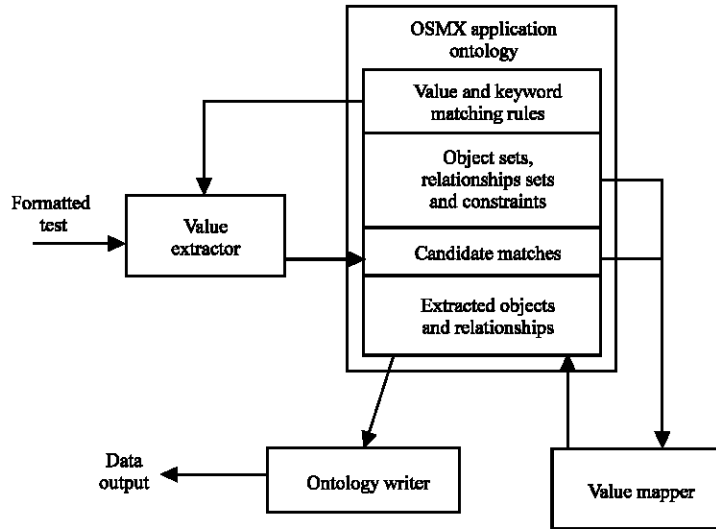 OSMX application
ontology
Value and keyword
matching rules
Object sets,
relationships sets
and constraints
Formatted
test
Value
extractor
Candidate matches
Extracted objects
and relationships
Data
output
Ontology writer
Value mapper